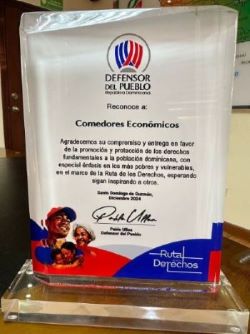 DEFENSOR
DEL PUEBLO
República Dominicana
Reconoce a:
Comedores Económicos
Agradecemos su compromiso y entrega en favor
de la promoción y protección de los derechos
fundamentales a la población dominicana, con
especial énfasis en los más pobres y vulnerables,
en el marco de la Ruta de los Derechos, esperando
sigan inspirando a otros.
Santo Domingo de Guzmán,
Diciembre 2024
Pablo Ulloa
Pablo Ulloa
Defensor del Pueblo
Ruta
Derechos